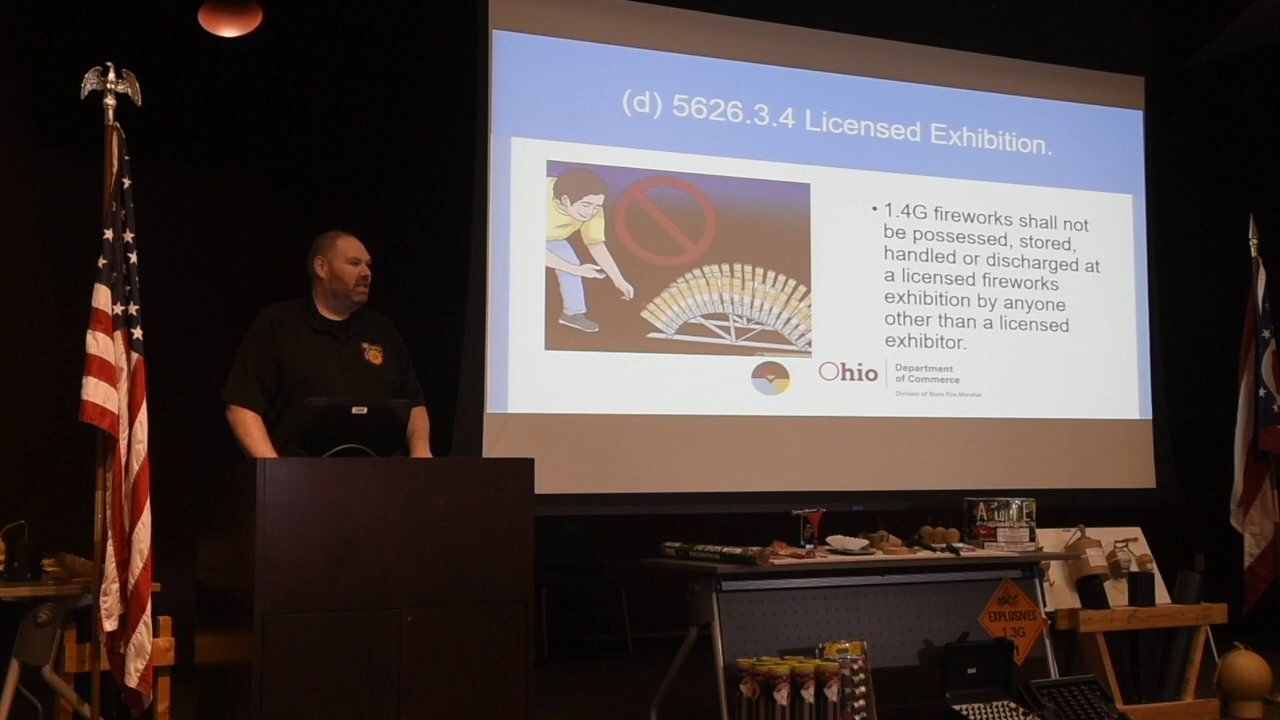 (d) 5626.3.4 Licensed Exhibition.
• 1.4G fireworks shall not
be possessed, stored,
handled or discharged at
a licensed fireworks
exhibition by anyone
other than a licensed
exhibitor.
Ohio
Department
of Commerce
Division of State Fire Marshal
EXPLOSIVES
1.3G
1